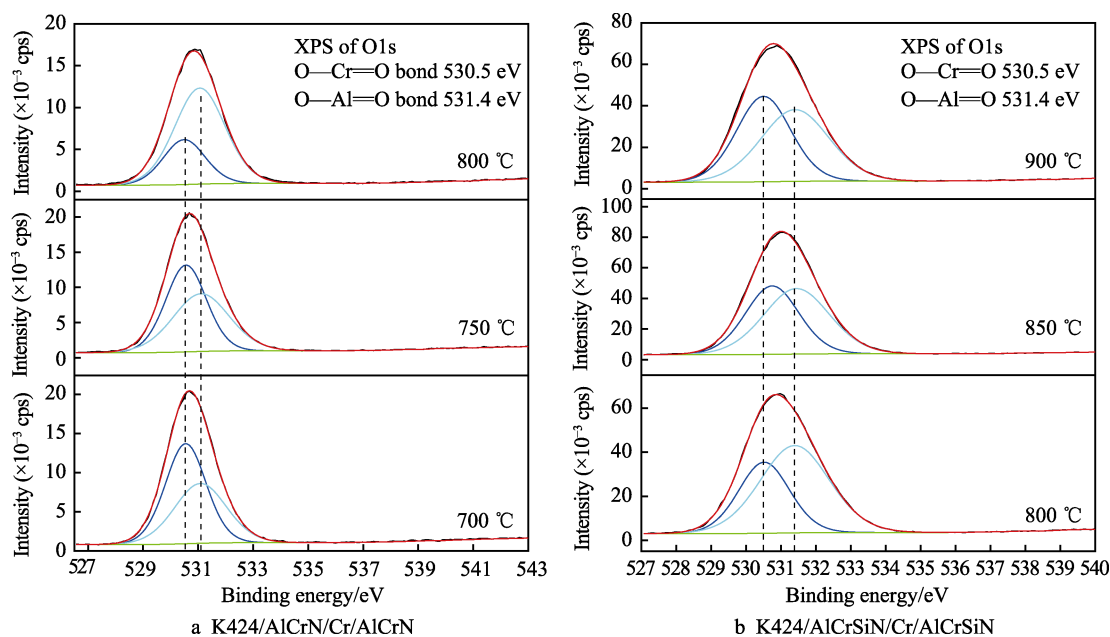 XPS of O1s
O—Cr═O bond 530.5 eV
O—Al═O bond 531.4 eV
800 ℃
20
15
10
5
0
Intensity (×10⁻³ cps)
750 ℃
20
15
10
5
0
Intensity (×10⁻³ cps)
700 ℃
20
15
10
5
0
Intensity (×10⁻³ cps)
527 529 531 533 535 537 539 541 543
Binding energy/eV
a K424/AlCrN/Cr/AlCrN
XPS of O1s
O—Cr═O 530.5 eV
O—Al═O 531.4 eV
900 ℃
80
60
40
20
0
Intensity (×10⁻³ cps)
850 ℃
100
80
60
40
20
0
Intensity (×10⁻³ cps)
800 ℃
60
40
20
0
Intensity (×10⁻³ cps)
527 528 529 530 531 532 533 534 535 536 537 538 539 540
Binding energy/eV
b K424/AlCrSiN/Cr/AlCrSiN